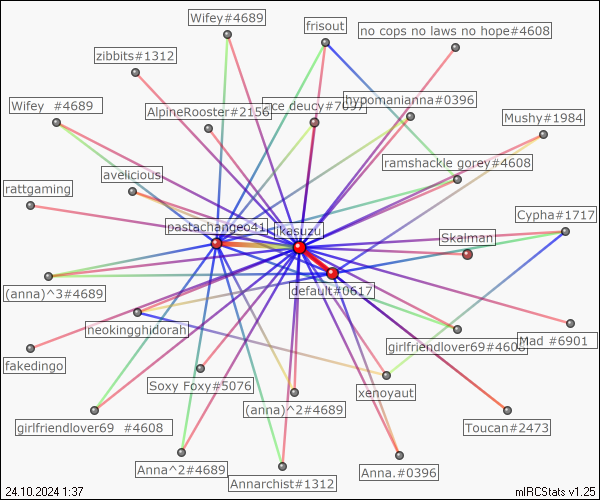 Wifey#4689
frisout
no cops no laws no hope#4608
zibbits#1312
Wifey #4689
AlpineRooster#2156
ce deucy#7097
hypomanianna#0396
Mushy#1984
ramshackle gorey#4608
avelicious
rattgaming
pastachangeo41
kasuzu
Cypha#1717
Skalman
(anna)^3#4689
default#0617
neokingghidorah
girlfriendlover69#4608
Mad #6901
fakedingo
Soxy Foxy#5076
xenoyaut
(anna)^2#4689
girlfriendlover69 #4608
Toucan#2473
Anna^2#4689
Anna.#0396
Annarchist#1312
24.10.2024 1:37
mIRCStats v1.25